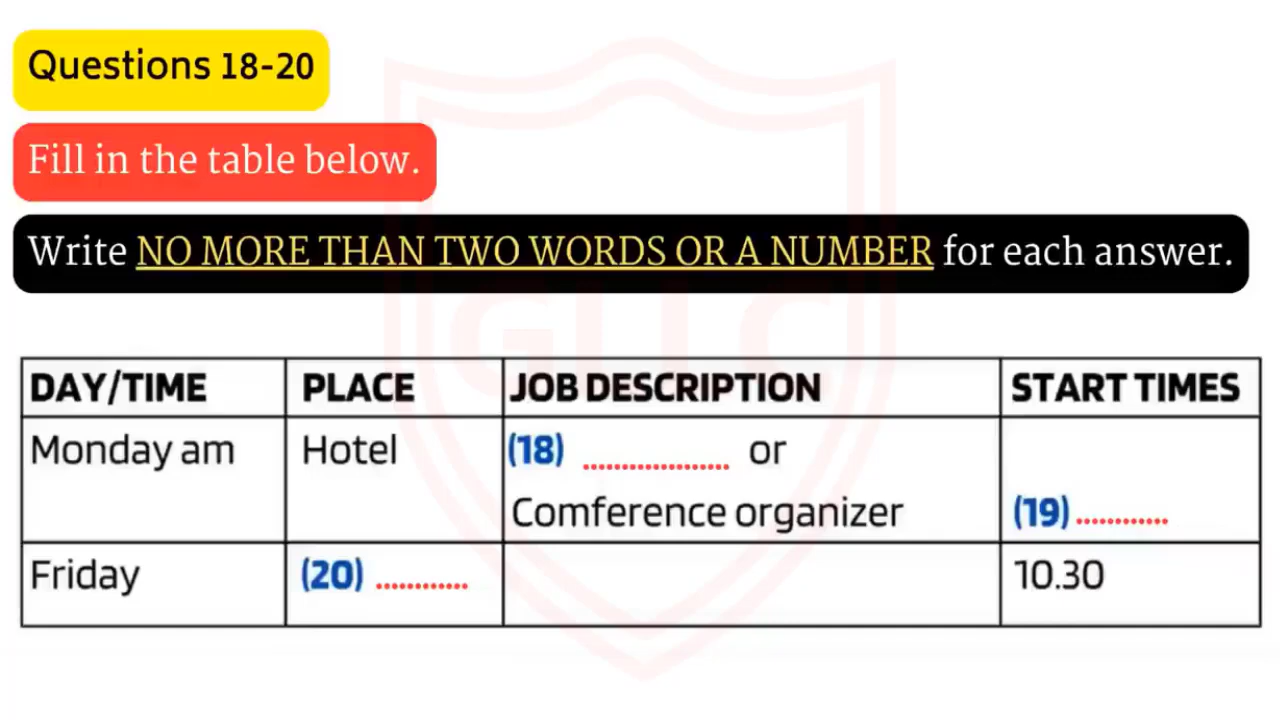 Questions 18-20
Fill in the table below.
Write NO MORE THAN TWO WORDS OR A NUMBER for each answer.
GLLC
DAY/TIME PLACE JOB DESCRIPTION START TIMES
Monday am Hotel (18) ................... or
Comference organizer (19) ............
Friday (20) ............ 10.30